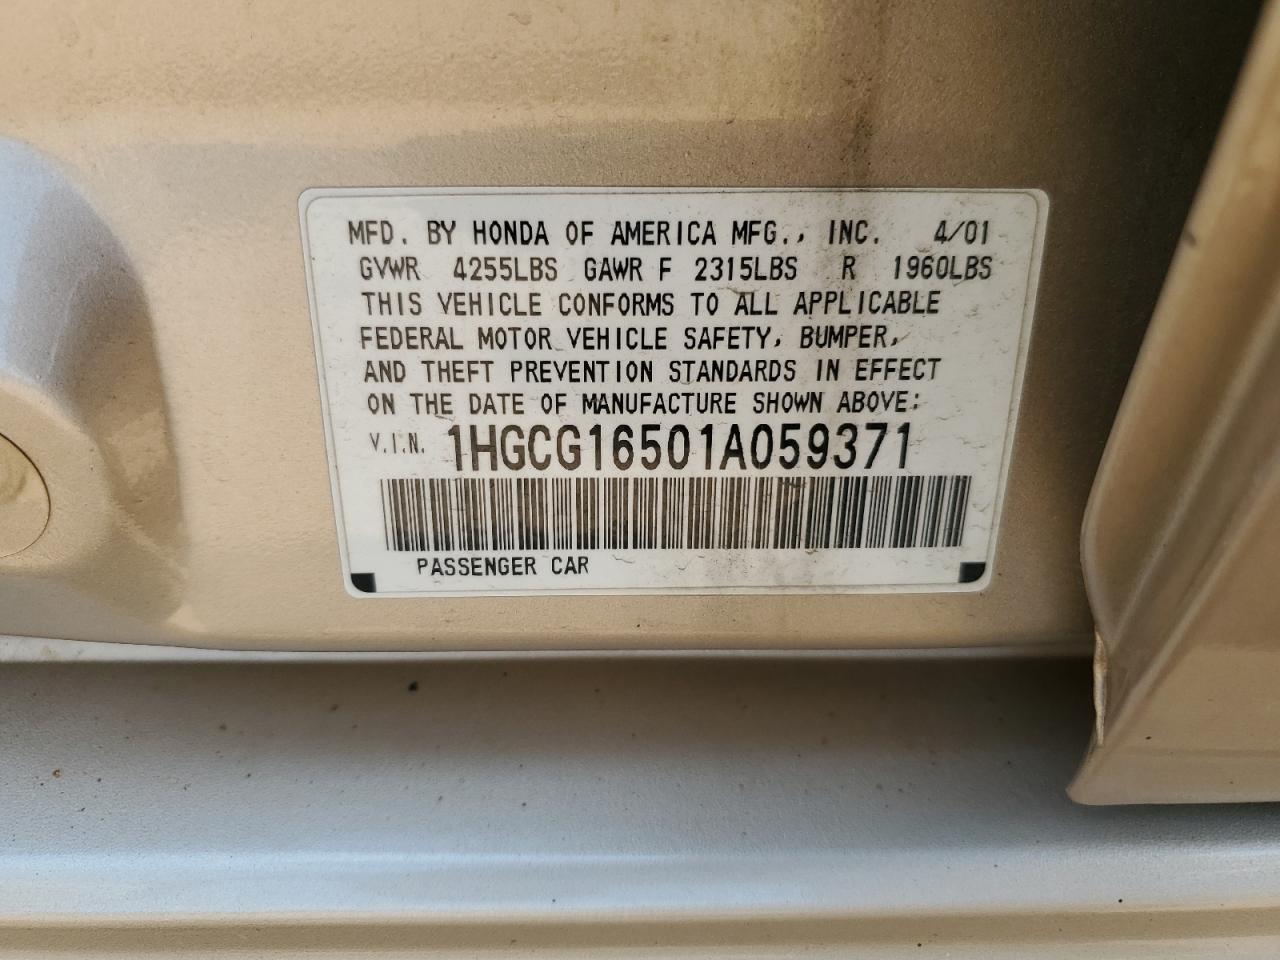 MFD. BY HONDA OF AMERICA MFG., INC. 4/01
GVWR 4255LBS GAWR F 2315LBS R 1960LBS
THIS VEHICLE CONFORMS TO ALL APPLICABLE
FEDERAL MOTOR VEHICLE SAFETY, BUMPER,
AND THEFT PREVENTION STANDARDS IN EFFECT
ON THE DATE OF MANUFACTURE SHOWN ABOVE:
V.I.N. 1HGCG16501A059371
PASSENGER CAR